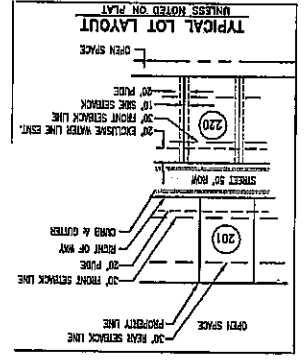 OPEN SPACE
30' REAR SETBACK LINE
PROPERTY LINE
201
30' FRONT SETBACK LINE
20' PUDE
RIGHT OF WAY
CURB & GUTTER
STREET, 50' ROW
220
20' EXCLUSIVE WATER LINE ESMT.
30' FRONT SETBACK LINE
10' SIDE SETBACK
20' PUDE
OPEN SPACE
TYPICAL LOT LAYOUT
UNLESS NOTED ON PLAT